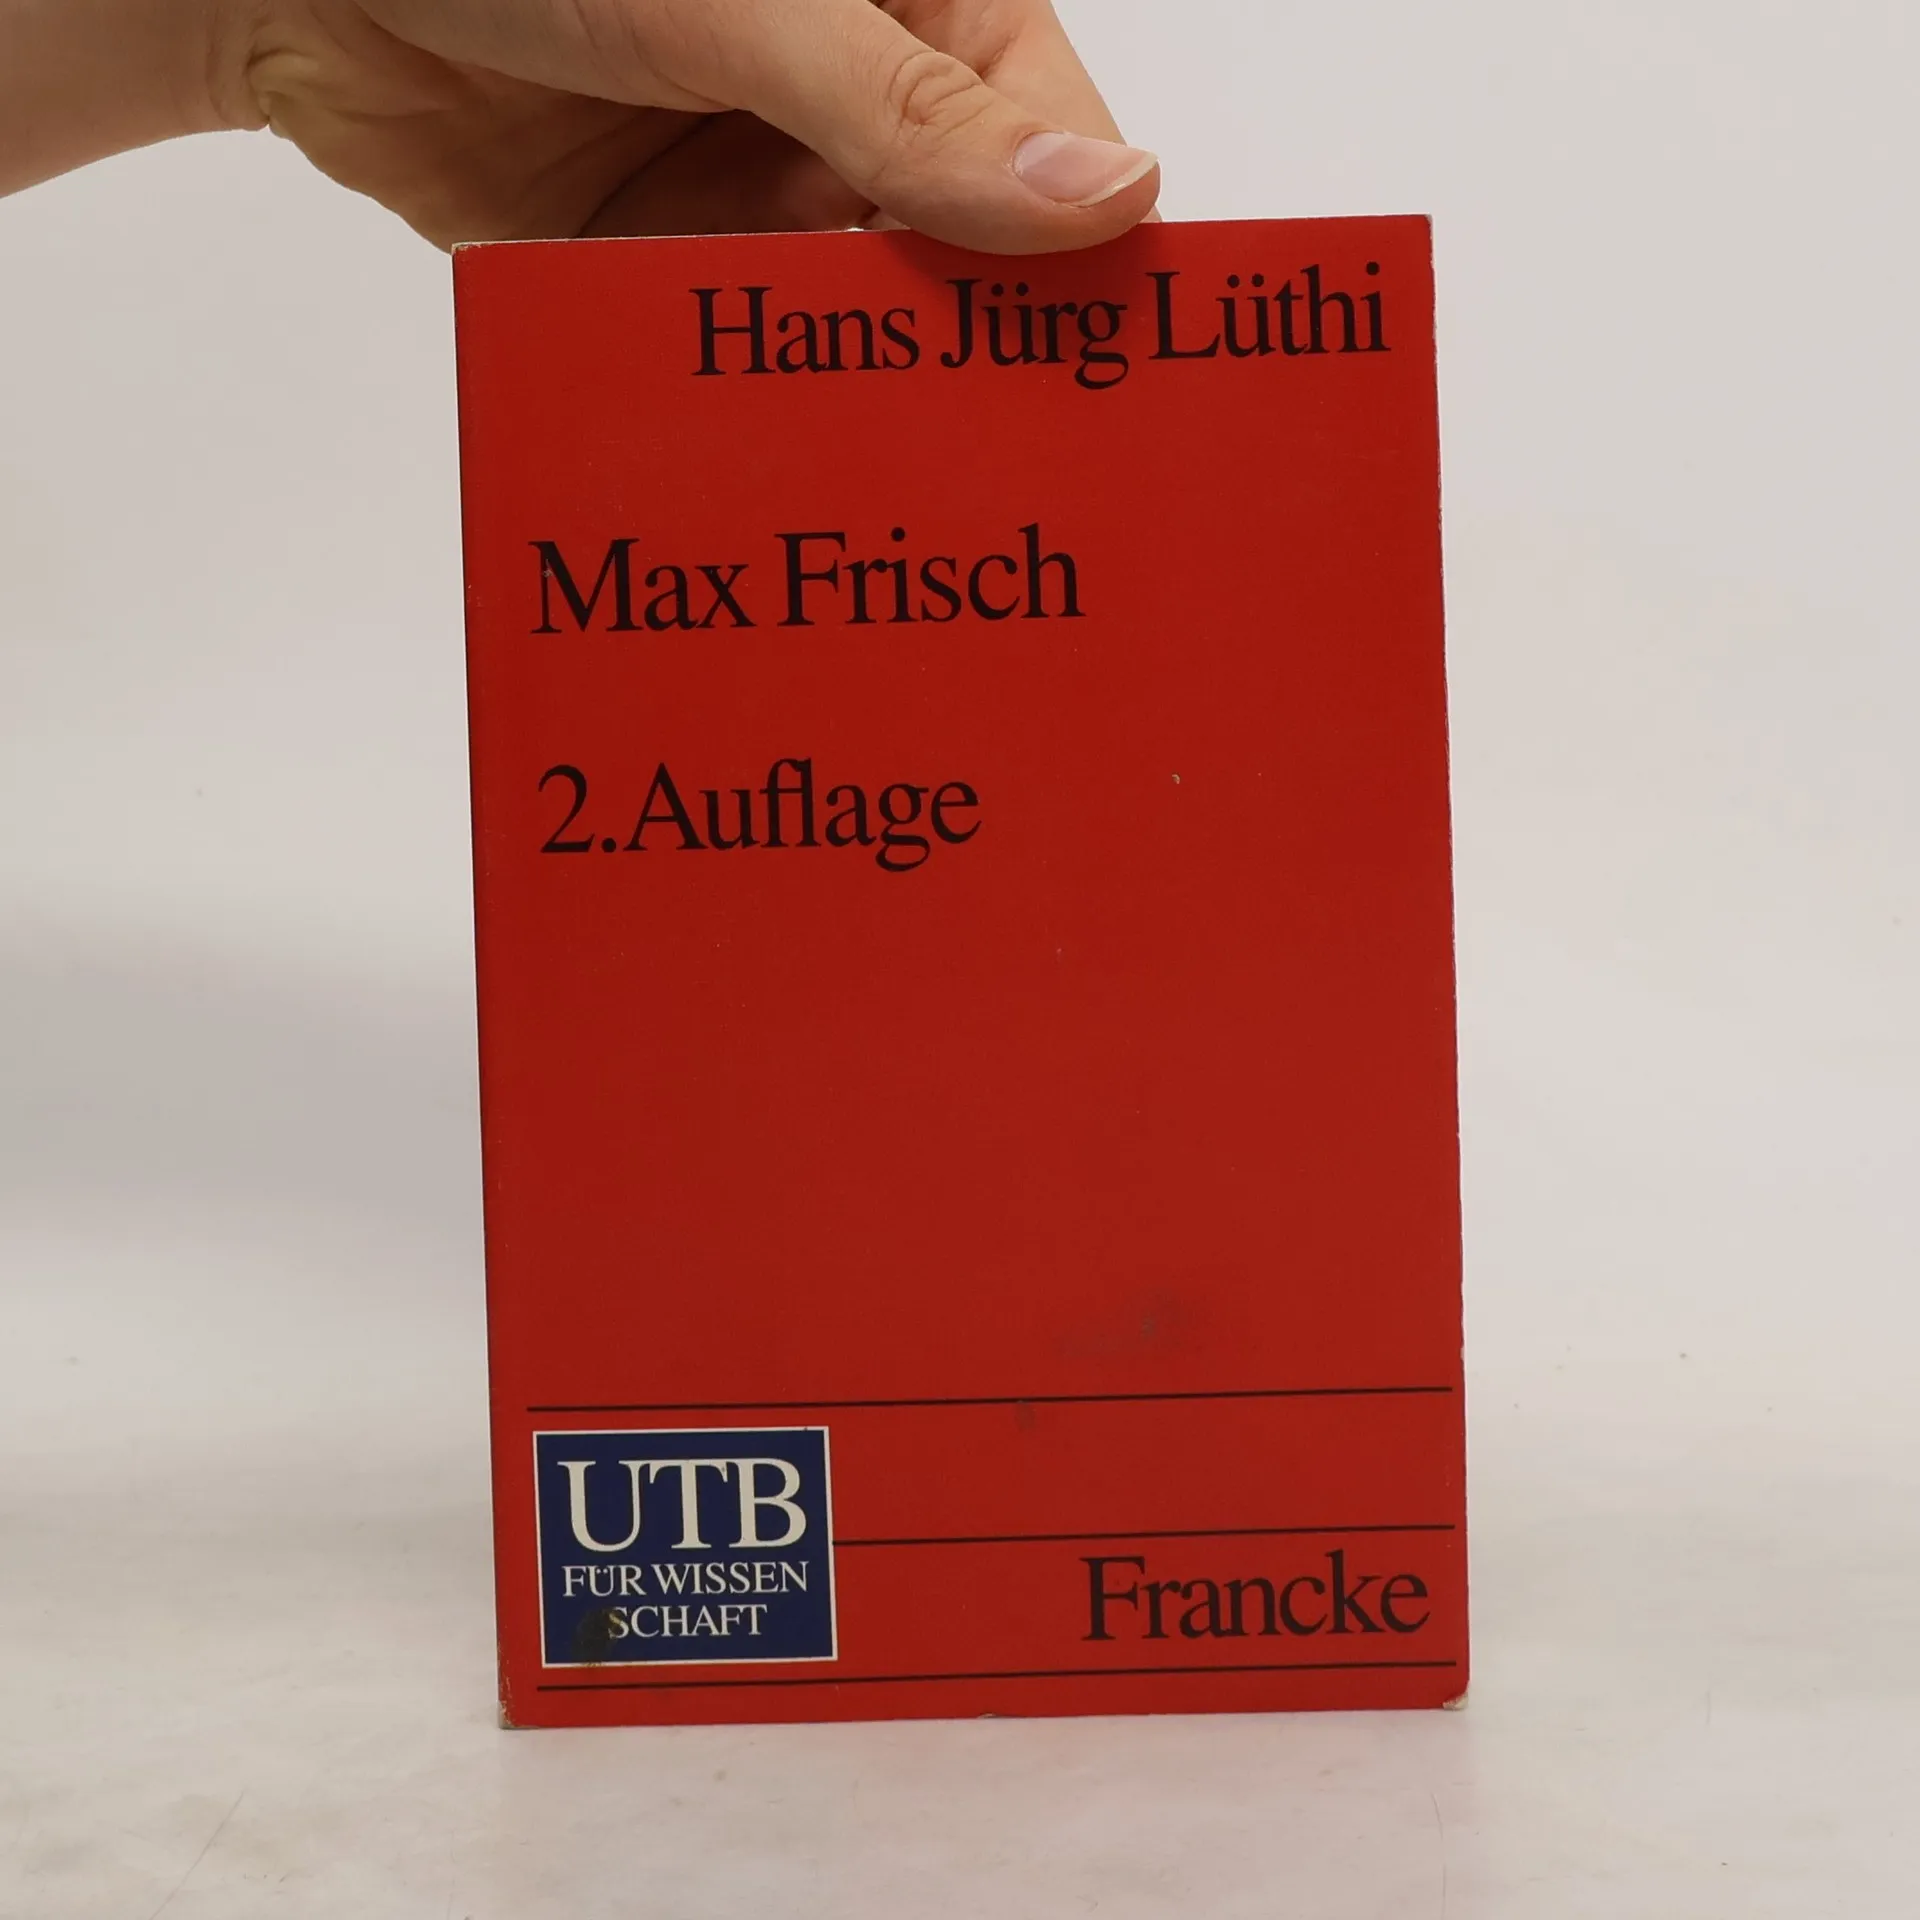 Hans Jürg Lüthi
Max Frisch
2. Auflage
UTB
FÜR WISSEN
SCHAFT
Francke